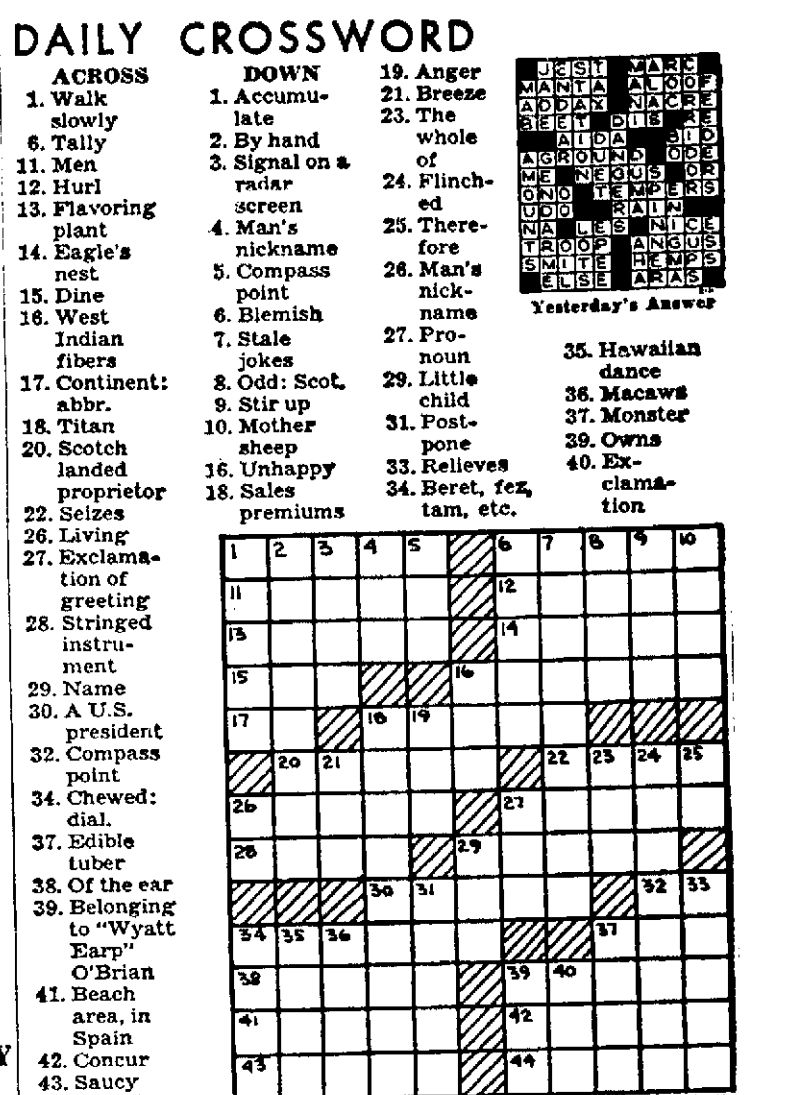 DAILY CROSSWORD
ACROSS
1. Walk
slowly
6. Tally
11. Men
12. Hurl
13. Flavoring
plant
14. Eagle's
nest
15. Dine
16. West
Indian
fibers
17. Continent:
abbr.
18. Titan
20. Scotch
landed
proprietor
22. Seizes
26. Living
27. Exclama-
tion of
greeting
28. Stringed
instru-
ment
29. Name
30. A U.S.
president
32. Compass
point
34. Chewed:
dial.
37. Edible
tuber
38. Of the ear
39. Belonging
to "Wyatt
Earp"
O'Brian
41. Beach
area, in
Spain
42. Concur
43. Saucy
DOWN
1. Accumu-
late
2. By hand
3. Signal on a
radar
screen
4. Man's
nickname
5. Compass
point
6. Blemish
7. Stale
jokes
8. Odd: Scot.
9. Stir up
10. Mother
sheep
16. Unhappy
18. Sales
premiums
19. Anger
21. Breeze
23. The
whole
of
24. Flinch-
ed
25. There-
fore
26. Man's
nick-
name
27. Pro-
noun
29. Little
child
31. Post-
pone
33. Relieves
34. Beret, fez,
tam, etc.
JEST MARC
MANTA ALOOF
ADDAX NACRE
BEET DIS RE
AIDA BIO
AGROUND ODE
ME NEGUS OR
ONO TEMPERS
UDO RAIN
NA LES NICE
TROOP ANGUS
SMITE HEMPS
ELSE ARAS
Yesterday's Answer
35. Hawaiian
dance
36. Macaws
37. Monster
39. Owns
40. Ex-
clama-
tion
1 2 3 4 5 6 7 8 9 10
11 12
13 14
15 16
17 18 19
20 21 22 23 24 25
26 27
28 29
30 31 32 33
34 35 36 37
38 39 40
41 42
43 44
Y